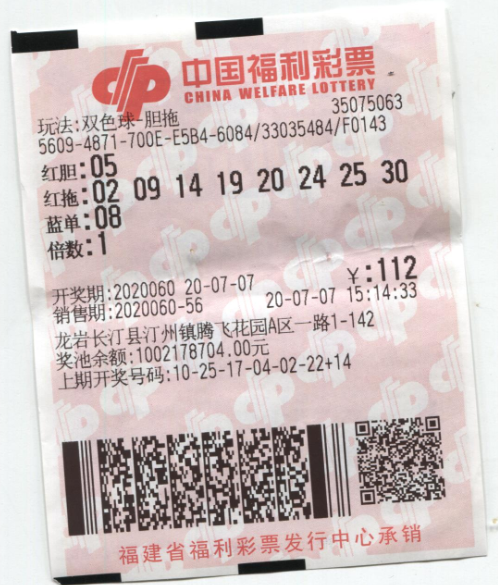 中国福利彩票
CHINA WELFARE LOTTERY
35075063
玩法:双色球-胆拖
5609-4871-700E-E5B4-6084/33035484/F0143
红胆:05
红拖:02 09 14 19 20 24 25 30
蓝单:08
倍数:1
开奖期:2020060 20-07-07 ￥:112
销售期:2020060-56 20-07-07 15:14:33
龙岩长汀县汀州镇腾飞花园A区一路1-142
奖池余额:1002178704.00元
上期开奖号码:10-25-17-04-02-22+14
福建省福利彩票发行中心承销